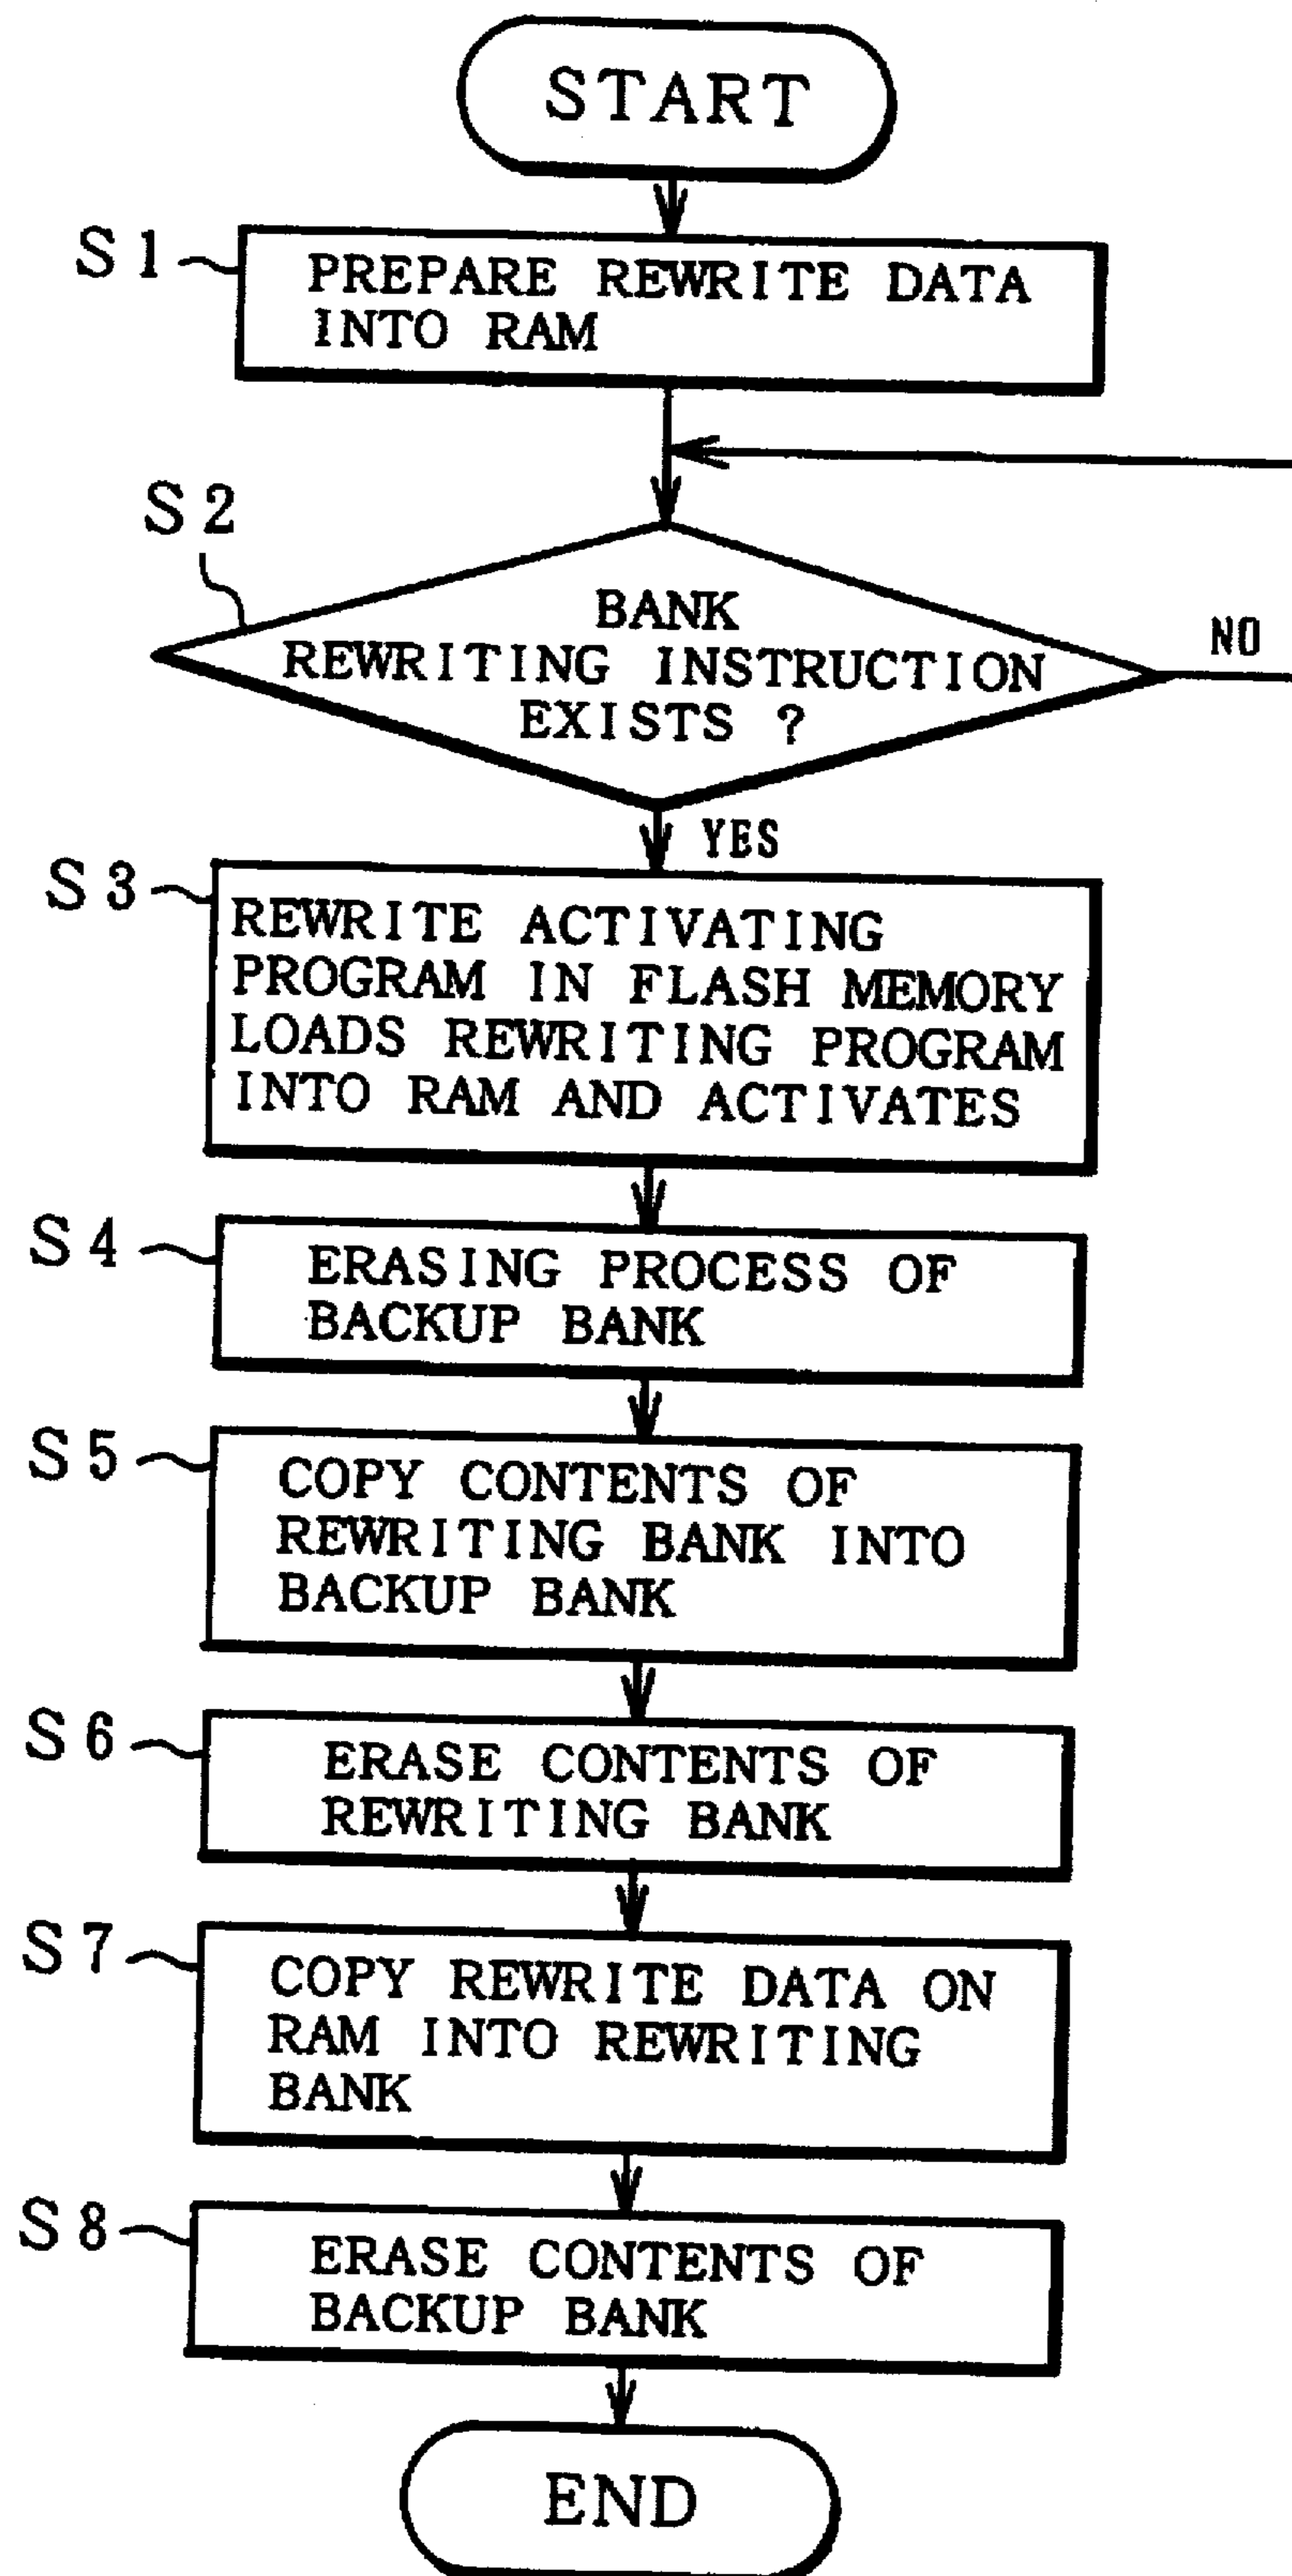 START
S1
PREPARE REWRITE DATA
INTO RAM
S2
BANK
REWRITING INSTRUCTION
EXISTS ?
NO
YES
S3
REWRITE ACTIVATING
PROGRAM IN FLASH MEMORY
LOADS REWRITING PROGRAM
INTO RAM AND ACTIVATES
S4
ERASING PROCESS OF
BACKUP BANK
S5
COPY CONTENTS OF
REWRITING BANK INTO
BACKUP BANK
S6
ERASE CONTENTS OF
REWRITING BANK
S7
COPY REWRITE DATA ON
RAM INTO REWRITING
BANK
S8
ERASE CONTENTS OF
BACKUP BANK
END